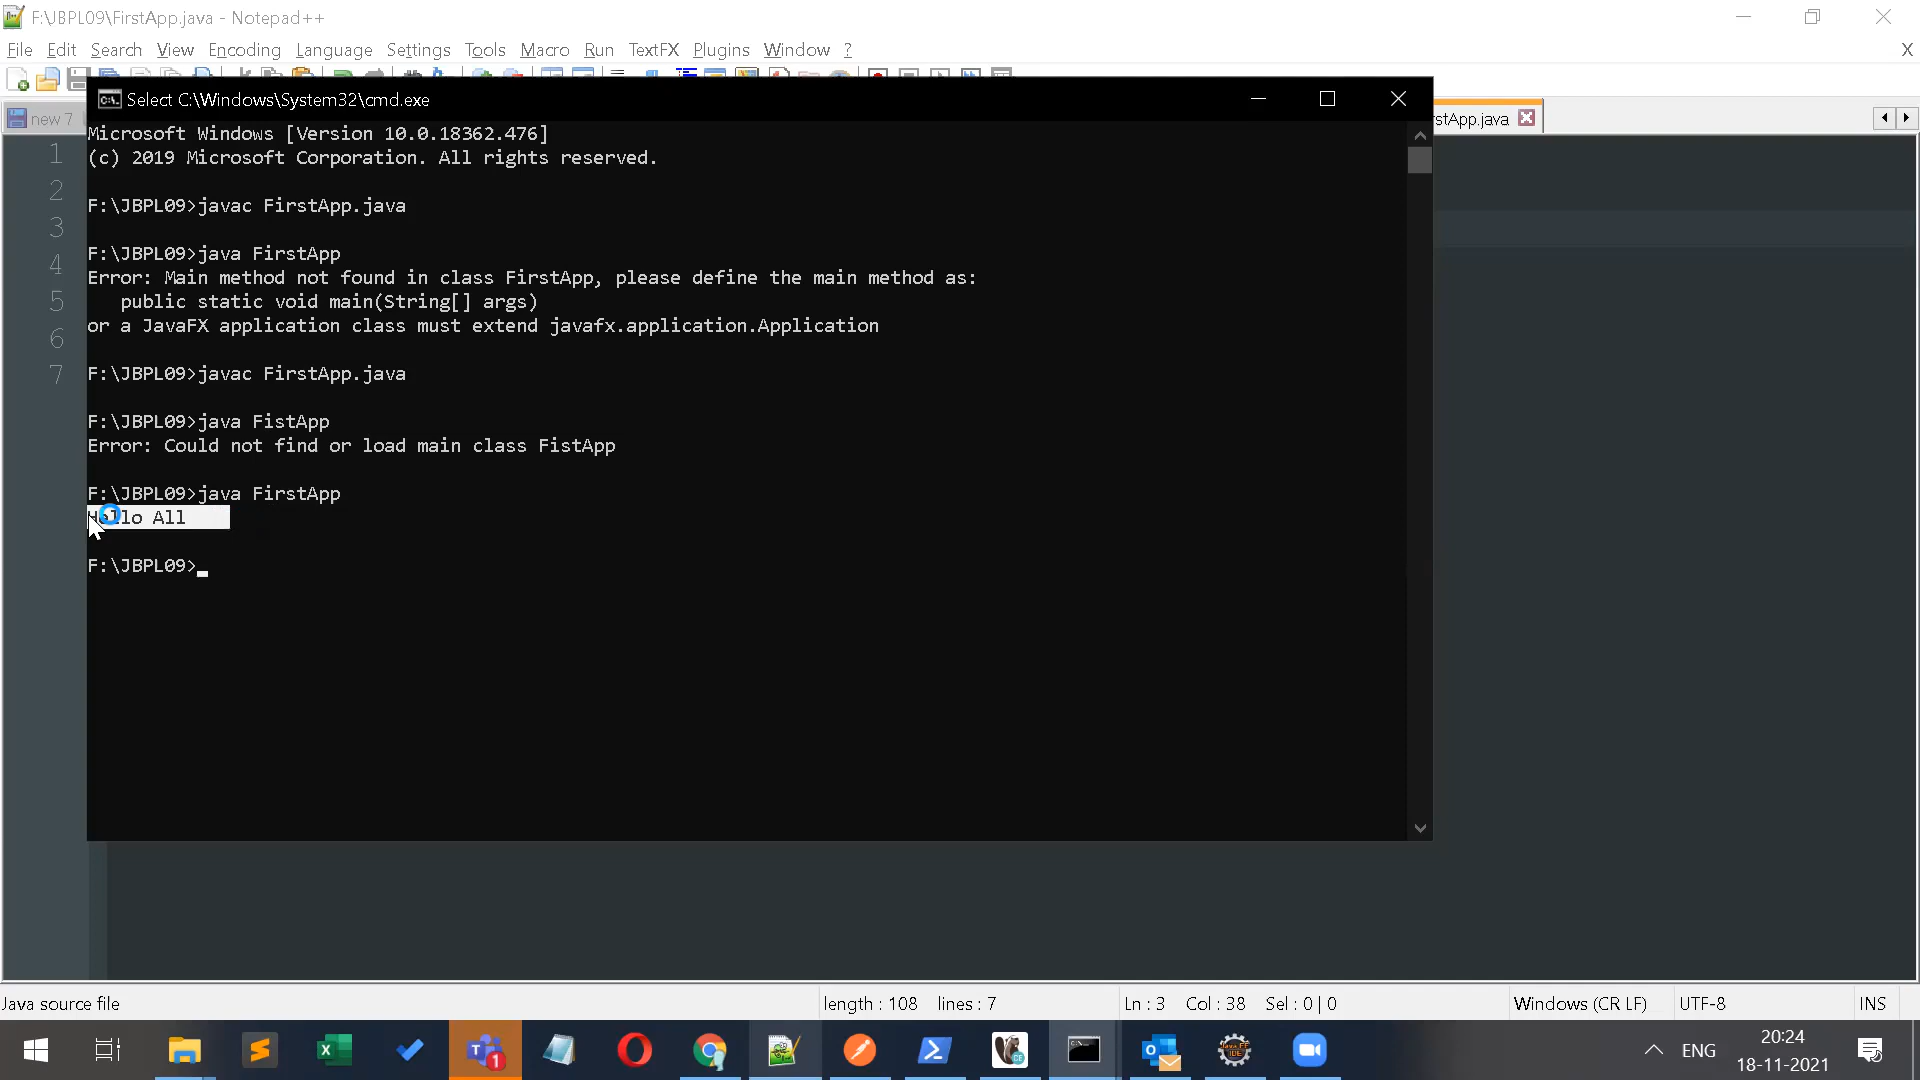 F:\JBPL09\FirstApp.java - Notepad++
File Edit Search View Encoding Language Settings Tools Macro Run TextFX Plugins Window ? X
new 7
Select C:\Windows\System32\cmd.exe
stApp.java
Microsoft Windows [Version 10.0.18362.476]
(c) 2019 Microsoft Corporation. All rights reserved.
F:\JBPL09>javac FirstApp.java
F:\JBPL09>java FirstApp
Error: Main method not found in class FirstApp, please define the main method as:
public static void main(String[] args)
or a JavaFX application class must extend javafx.application.Application
F:\JBPL09>javac FirstApp.java
F:\JBPL09>java FistApp
Error: Could not find or load main class FistApp
F:\JBPL09>java FirstApp
Hello All
F:\JBPL09>
1
2
3
4
5
6
7
Java source file length : 108 lines : 7 Ln : 3 Col : 38 Sel : 0 | 0 Windows (CR LF) UTF-8 INS
1
ENG
20:24
18-11-2021